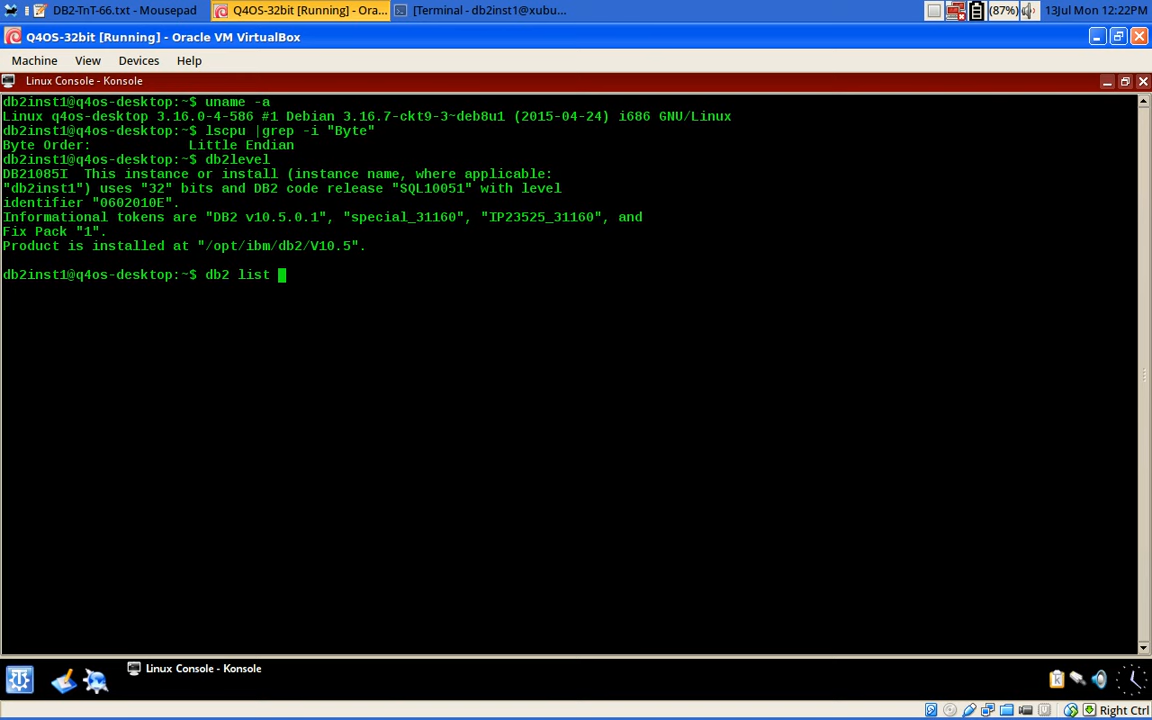 DB2-TnT-66.txt - Mousepad
Q4OS-32bit [Running] - Ora...
[Terminal - db2inst1@xubu...
(87%)
13Jul Mon 12:22PM
Q4OS-32bit [Running] - Oracle VM VirtualBox
Machine View Devices Help
Linux Console - Konsole
db2inst1@q4os-desktop:~$ uname -a
Linux q4os-desktop 3.16.0-4-586 #1 Debian 3.16.7-ckt9-3~deb8u1 (2015-04-24) i686 GNU/Linux
db2inst1@q4os-desktop:~$ lscpu |grep -i "Byte"
Byte Order:            Little Endian
db2inst1@q4os-desktop:~$ db2level
DB21085I  This instance or install (instance name, where applicable:
"db2inst1") uses "32" bits and DB2 code release "SQL10051" with level
identifier "0602010E".
Informational tokens are "DB2 v10.5.0.1", "special_31160", "IP23525_31160", and
Fix Pack "1".
Product is installed at "/opt/ibm/db2/V10.5".
db2inst1@q4os-desktop:~$ db2 list
Linux Console - Konsole
Right Ctrl